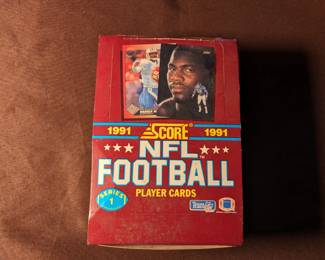 1991 SCORE 1991
NFL
FOOTBALL
PLAYER CARDS
SERIES
1